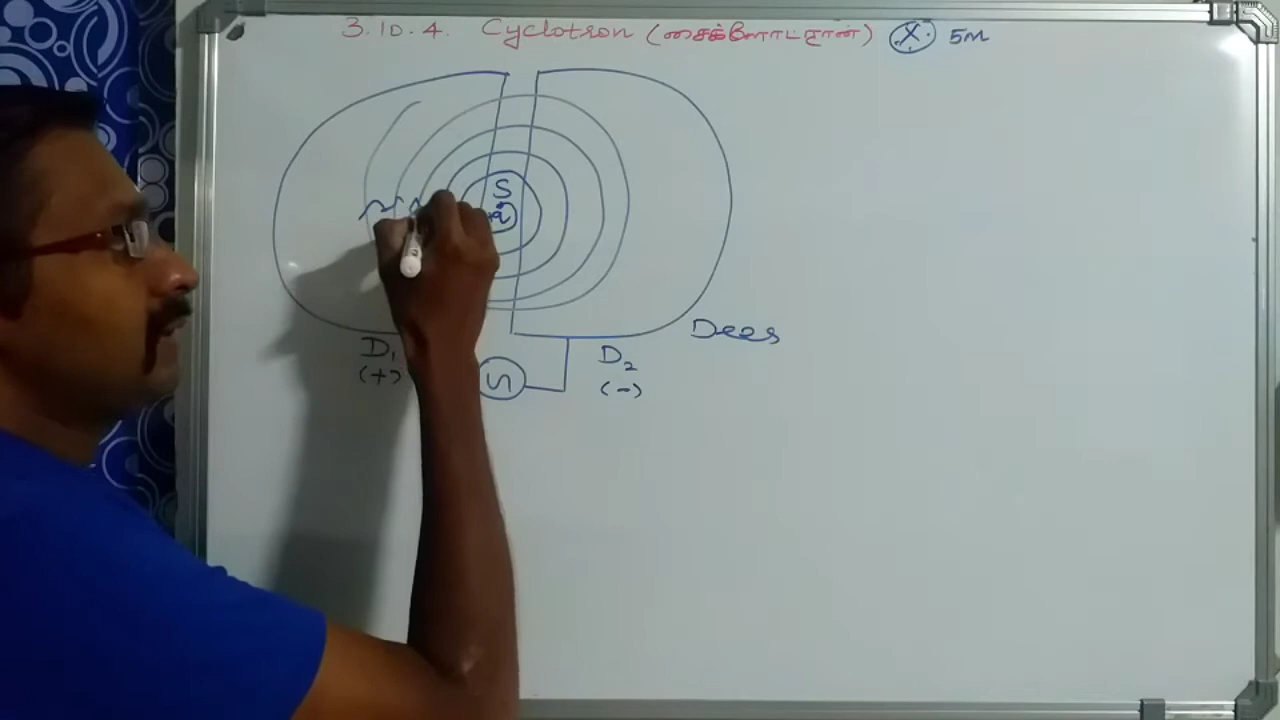 3.10.4. Cyclotron (சைக்ளோட்ரான்) (X) 5M
S
Dees
D₁ D₂
(+) (-)